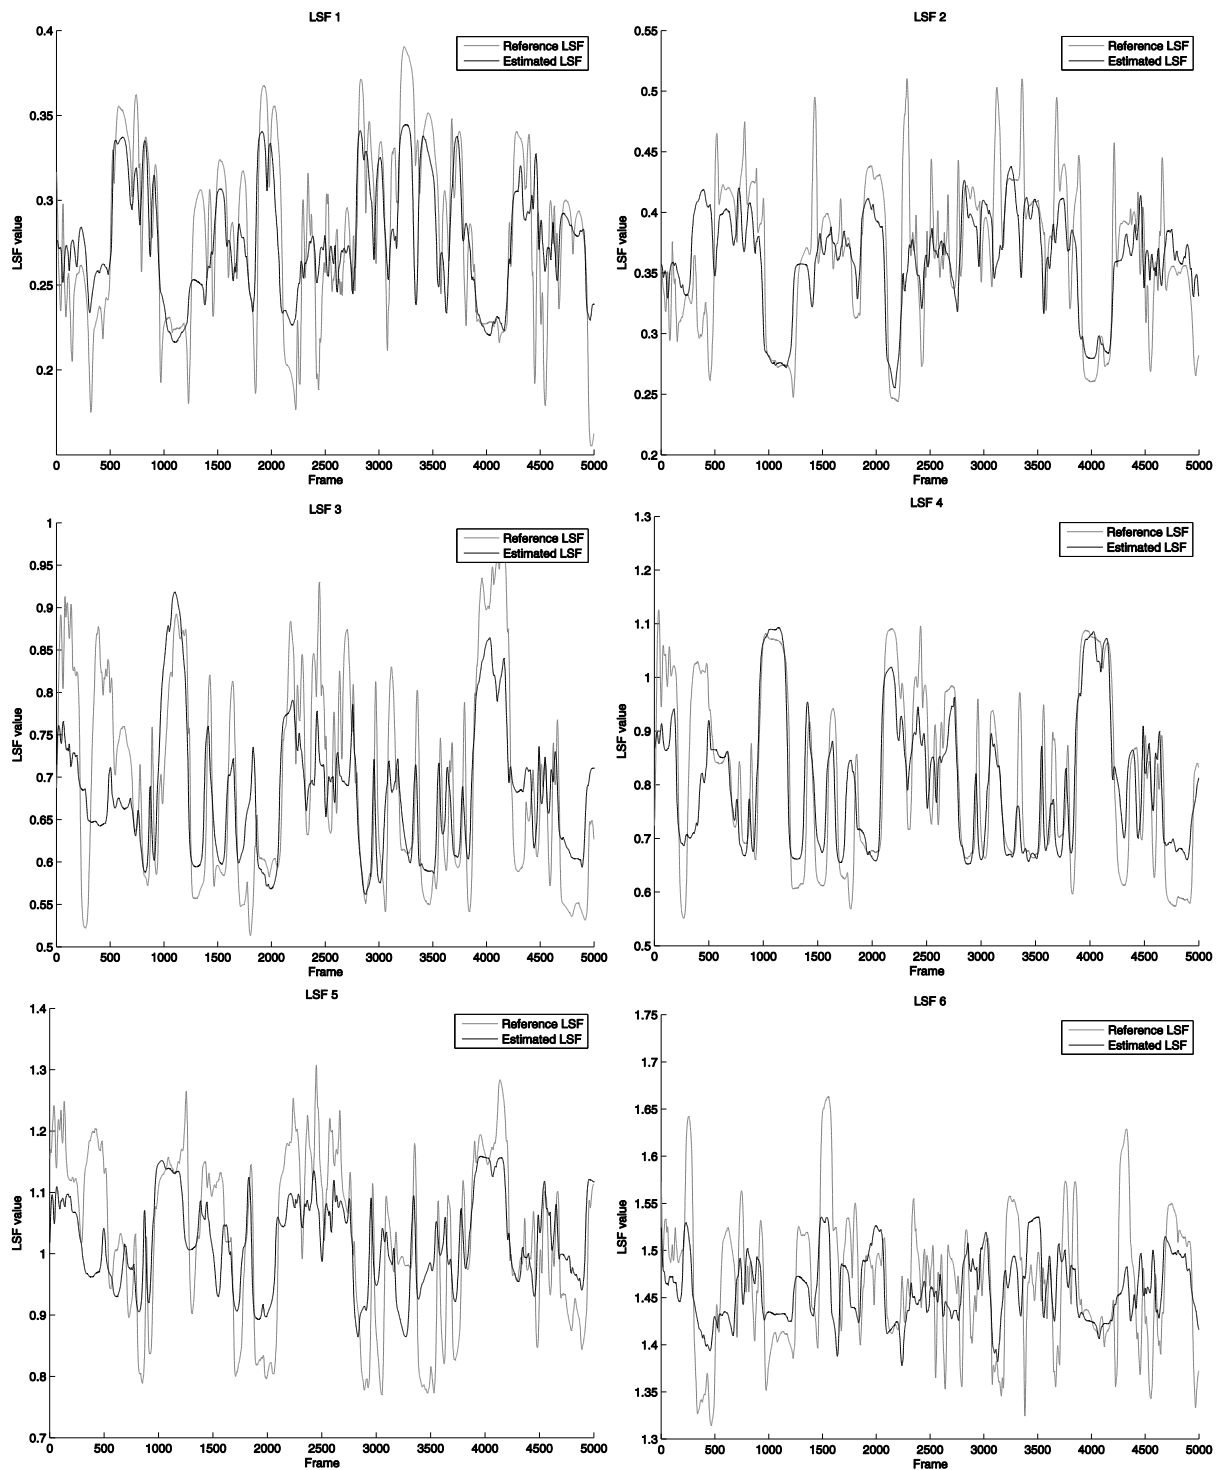 LSF 1
0.4
0.35
0.3
0.25
0.2
LSF value
0 500 1000 1500 2000 2500 3000 3500 4000 4500 5000
Frame
Reference LSF
Estimated LSF
LSF 2
0.55
0.5
0.45
0.4
0.35
0.3
0.25
0.2
LSF value
0 500 1000 1500 2000 2500 3000 3500 4000 4500 5000
Frame
Reference LSF
Estimated LSF
LSF 3
1
0.95
0.9
0.85
0.8
0.75
0.7
0.65
0.6
0.55
0.5
LSF value
0 500 1000 1500 2000 2500 3000 3500 4000 4500 5000
Frame
Reference LSF
Estimated LSF
LSF 4
1.3
1.2
1.1
1
0.9
0.8
0.7
0.6
0.5
LSF value
0 500 1000 1500 2000 2500 3000 3500 4000 4500 5000
Frame
Reference LSF
Estimated LSF
LSF 5
1.4
1.3
1.2
1.1
1
0.9
0.8
0.7
LSF value
0 500 1000 1500 2000 2500 3000 3500 4000 4500 5000
Frame
Reference LSF
Estimated LSF
LSF 6
1.75
1.7
1.65
1.6
1.55
1.5
1.45
1.4
1.35
1.3
LSF value
0 500 1000 1500 2000 2500 3000 3500 4000 4500 5000
Frame
Reference LSF
Estimated LSF